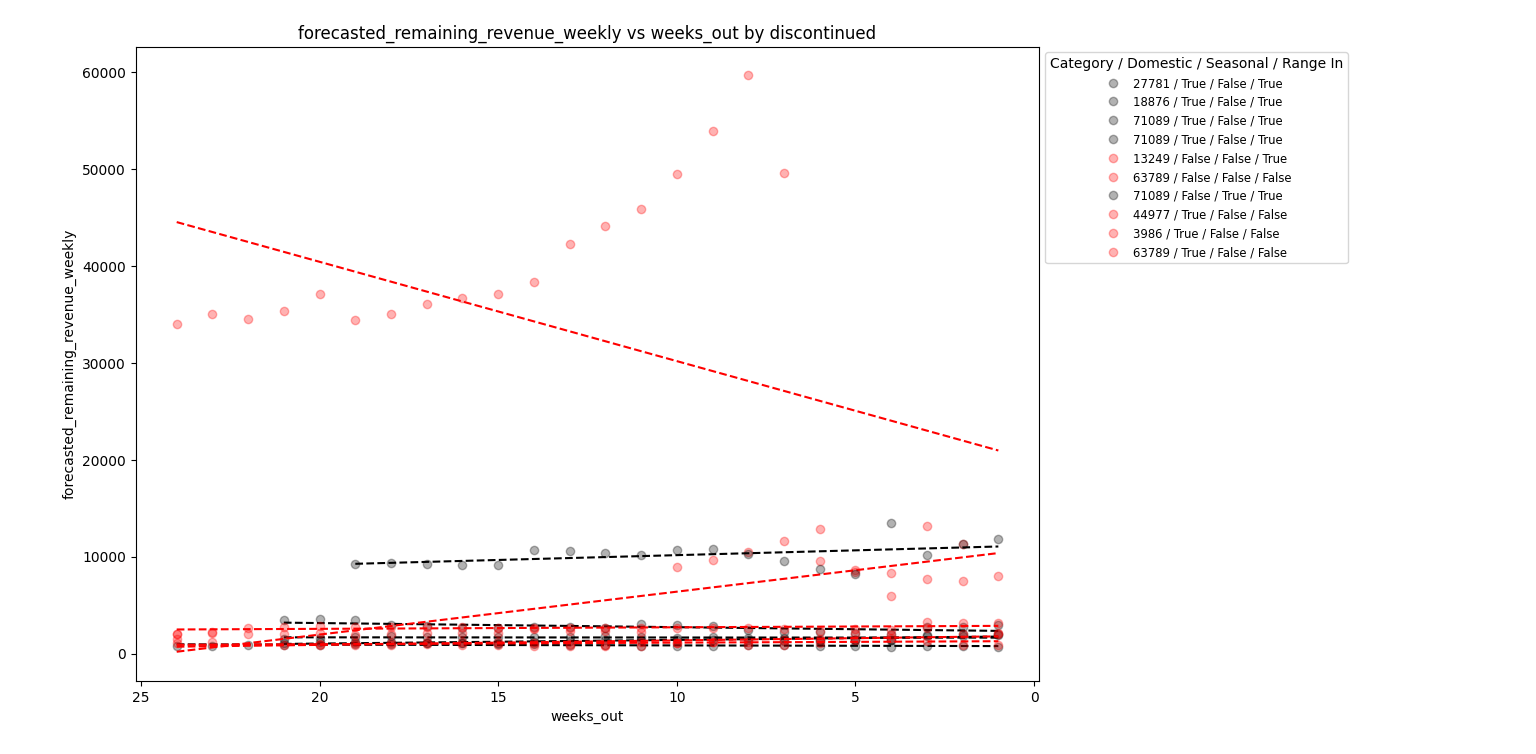 forecasted_remaining_revenue_weekly vs weeks_out by discontinued
Category / Domestic / Seasonal / Range In
27781 / True / False / True
18876 / True / False / True
71089 / True / False / True
71089 / True / False / True
13249 / False / False / True
63789 / False / False / False
71089 / False / True / True
44977 / True / False / False
3986 / True / False / False
63789 / True / False / False
forecasted_remaining_revenue_weekly
60000
50000
40000
30000
20000
10000
0
25
20
15
10
5
0
weeks_out